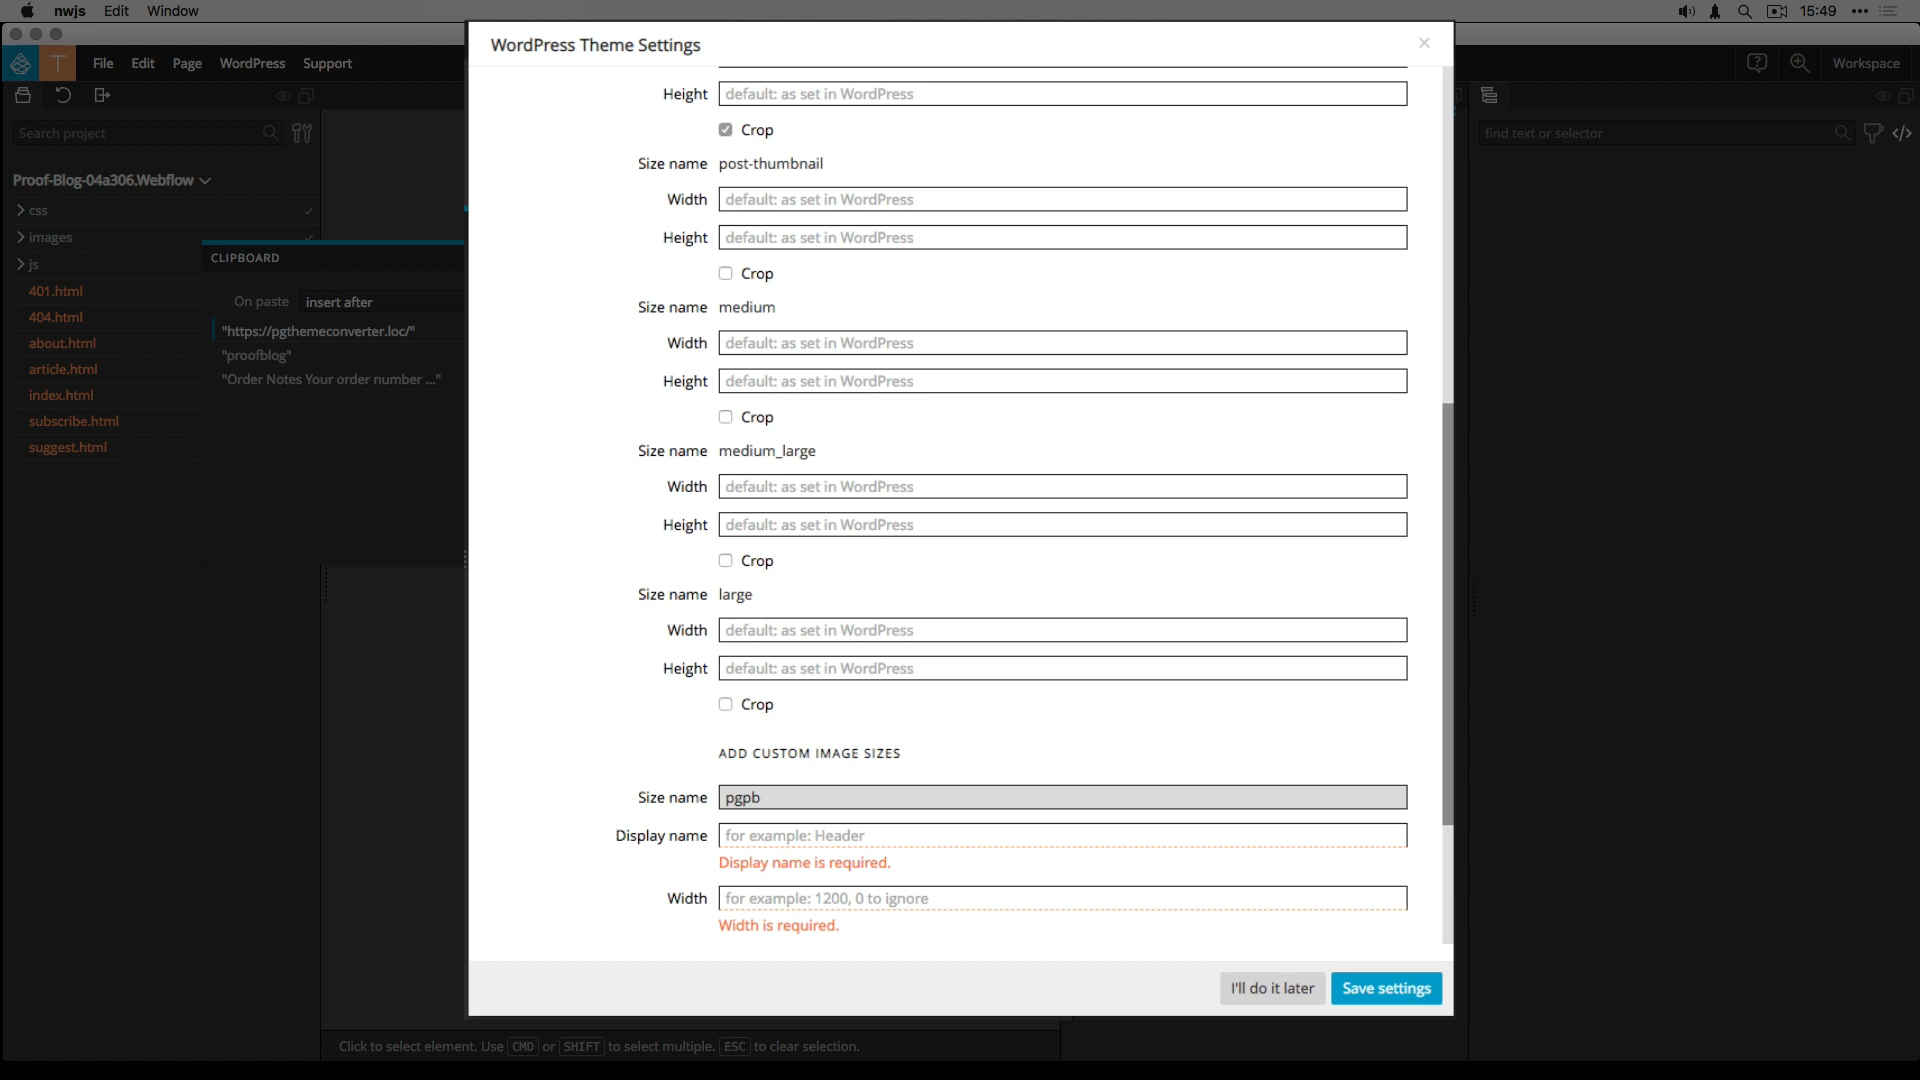 nwjs Edit Window 15:49
WordPress Theme Settings
T File Edit Page WordPress Support Workspace
Search project
find text or selector
Proof-Blog-04a306.Webflow
css
images
js
401.html
404.html
about.html
article.html
index.html
subscribe.html
suggest.html
CLIPBOARD
On paste insert after
"https://pgthemeconverter.loc/"
"proofblog"
"Order Notes Your order number ..."
Height default: as set in WordPress
Crop
Size name post-thumbnail
Width default: as set in WordPress
Height default: as set in WordPress
Crop
Size name medium
Width default: as set in WordPress
Height default: as set in WordPress
Crop
Size name medium_large
Width default: as set in WordPress
Height default: as set in WordPress
Crop
Size name large
Width default: as set in WordPress
Height default: as set in WordPress
Crop
ADD CUSTOM IMAGE SIZES
Size name pgpb
Display name for example: Header
Display name is required.
Width for example: 1200, 0 to ignore
Width is required.
I'll do it later Save settings
Click to select element. Use CMD or SHIFT to select multiple. ESC to clear selection.